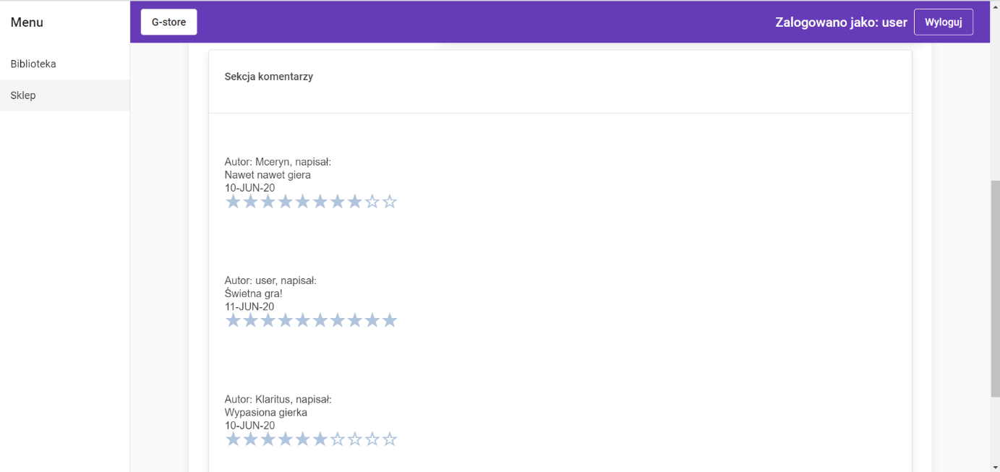 Menu
G-store
Zalogowano jako: user
Wyloguj
Biblioteka
Sklep
Sekcja komentarzy
Autor: Mceryn, napisał:
Nawet nawet giera
10-JUN-20
Autor: user, napisał:
Świetna gra!
11-JUN-20
Autor: Klaritus, napisał:
Wypasiona gierka
10-JUN-20